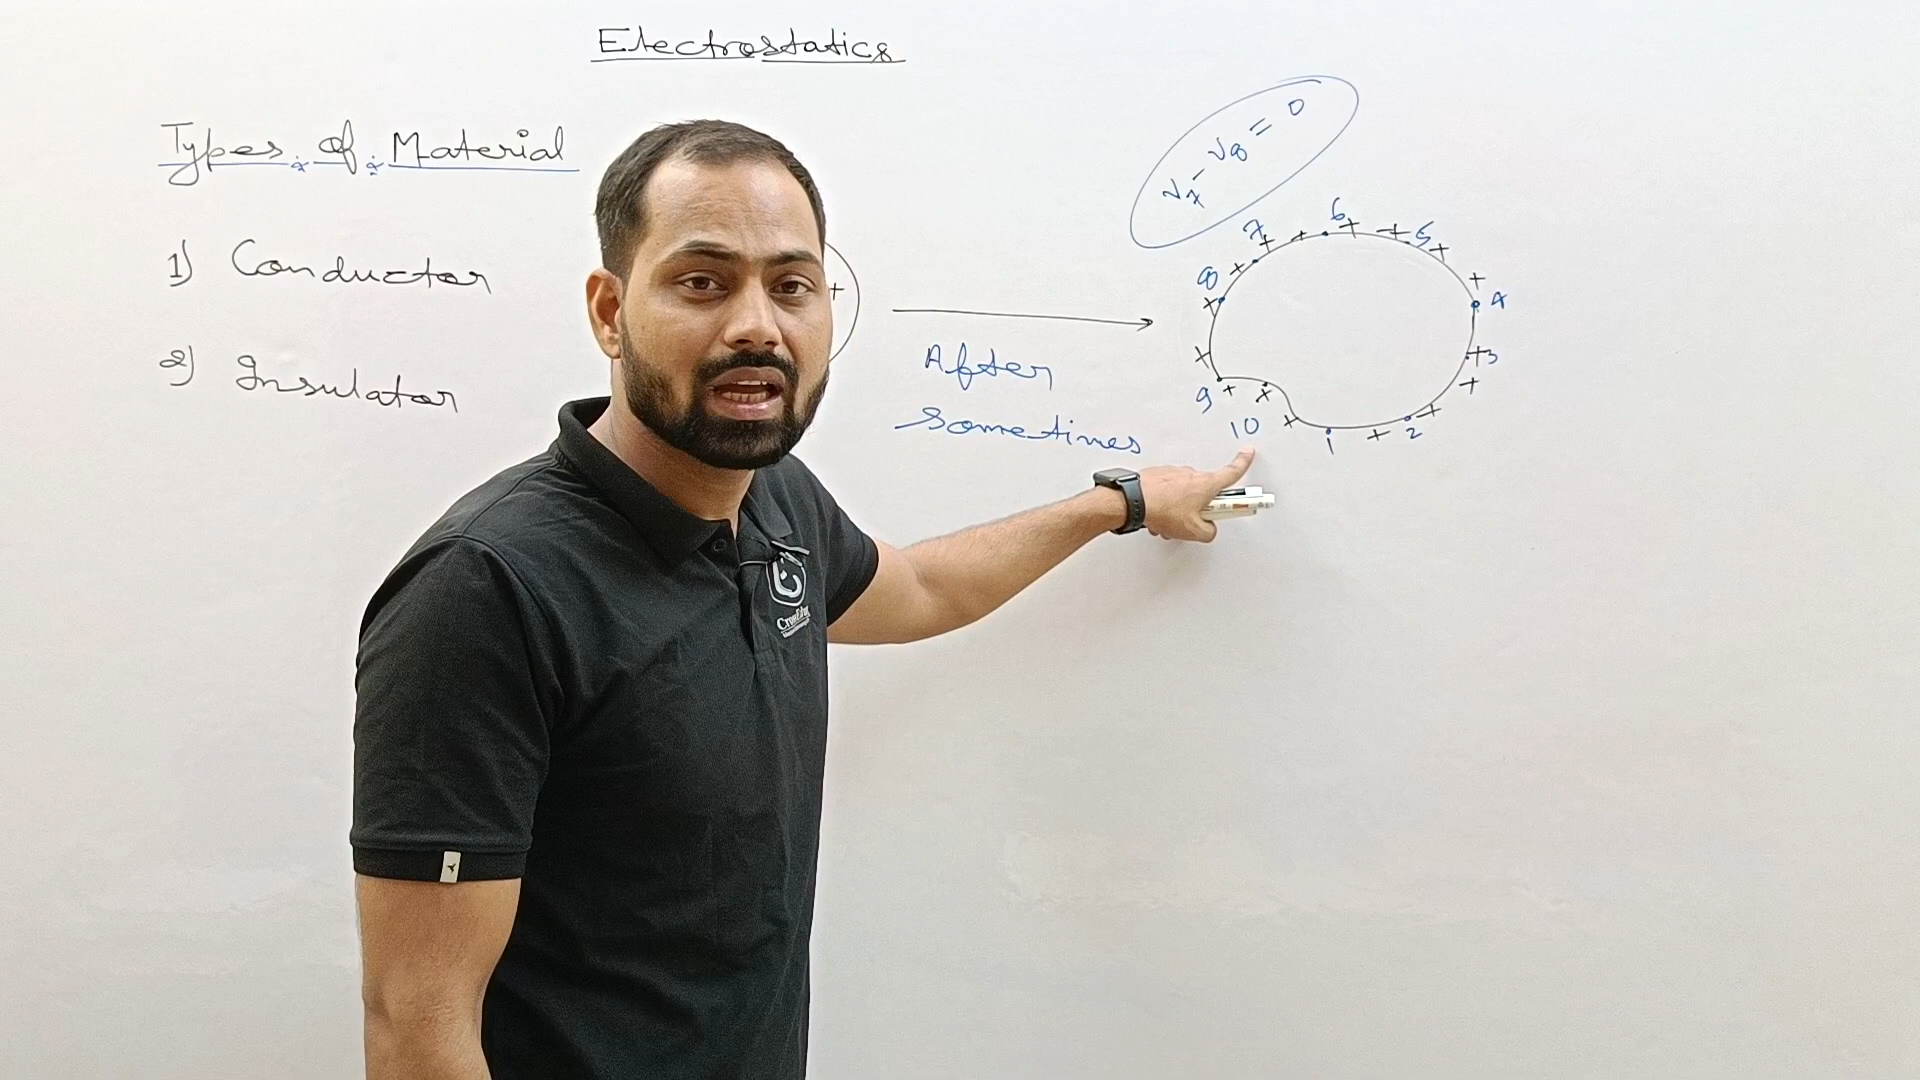 Electrostatics
Types of Material
1) Conductor
2) Insulator
+
After
Sometimes
V7 - V8 = 0
6 + + 5 +
7 + +
8 +
+ 4
+
+ 3
+
+
9 + +
10 + 1 + 2 +